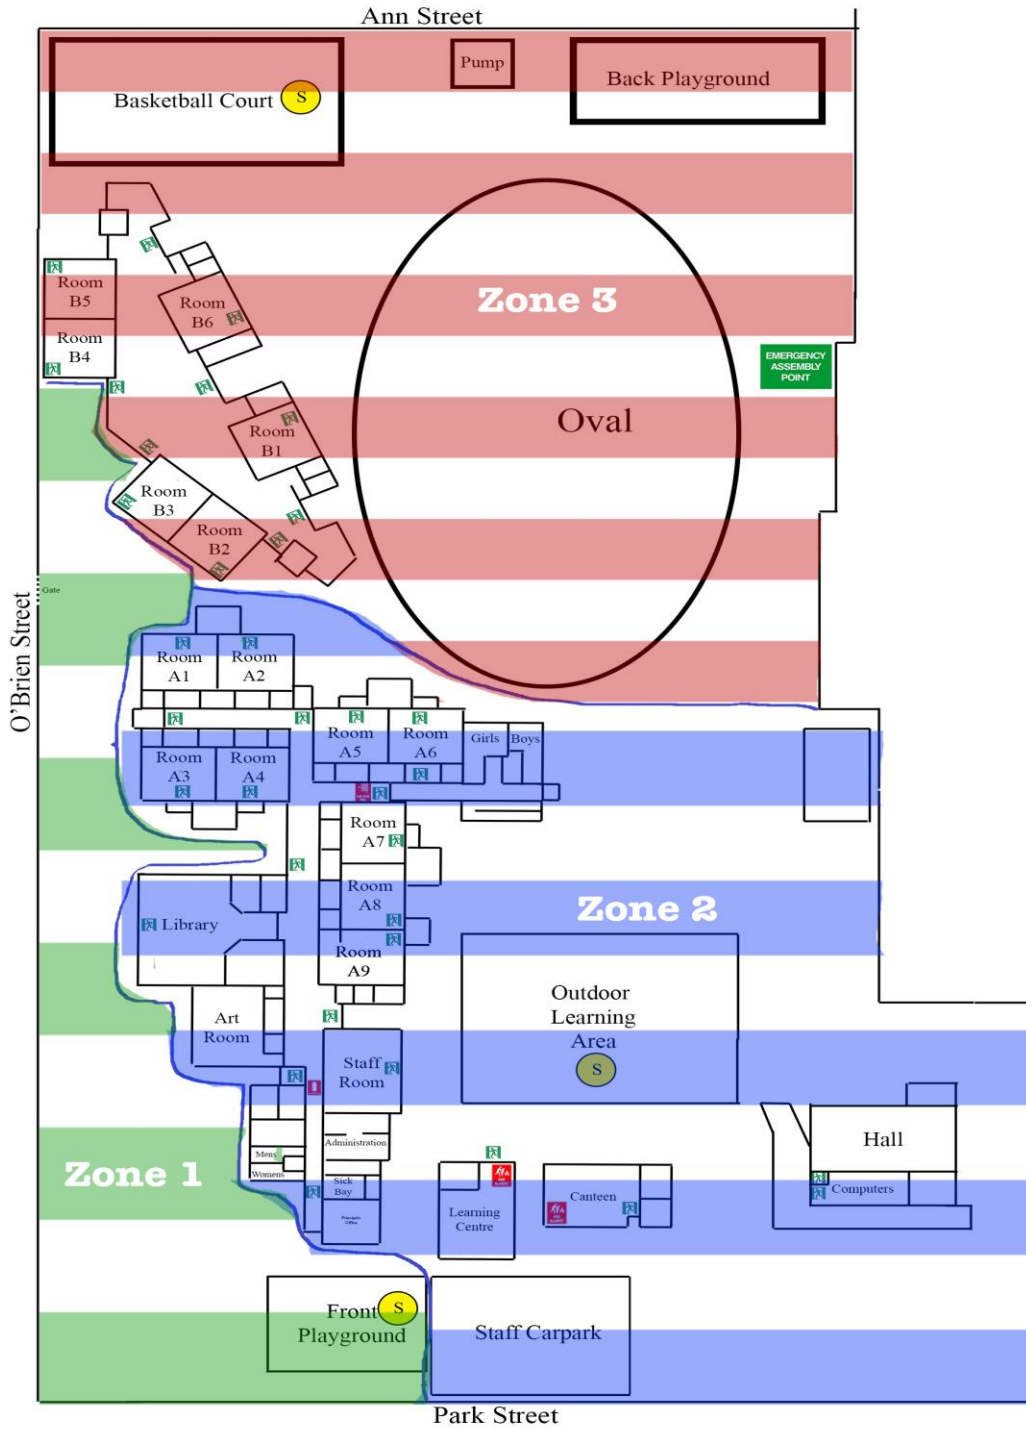 Ann Street
Pump
Back Playground
Basketball Court
S
Room
B5
Room
B6
Zone 3
Room
B4
EMERGENCY
ASSEMBLY
POINT
Oval
Room
B1
Room
B3
Room
B2
Gate
O'Brien Street
Room
A1
Room
A2
Room
A5
Room
A6
Girls
Boys
Room
A3
Room
A4
Room
A7
Room
A8
Zone 2
Library
Room
A9
Outdoor
Learning
Area
S
Art
Room
Staff
Room
Administration
Hall
Mens
Womens
Zone 1
Sick
Bay
Principals
Office
Learning
Centre
Canteen
Computers
Front
Playground
S
Staff Carpark
Park Street